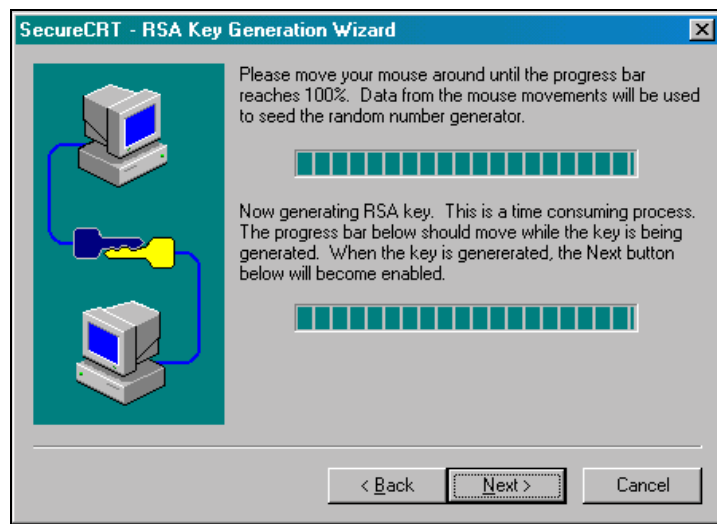 SecureCRT - RSA Key Generation Wizard
Please move your mouse around until the progress bar
reaches 100%. Data from the mouse movements will be used
to seed the random number generator.
Now generating RSA key. This is a time consuming process.
The progress bar below should move while the key is being
generated. When the key is genererated, the Next button
below will become enabled.
< Back
Next >
Cancel